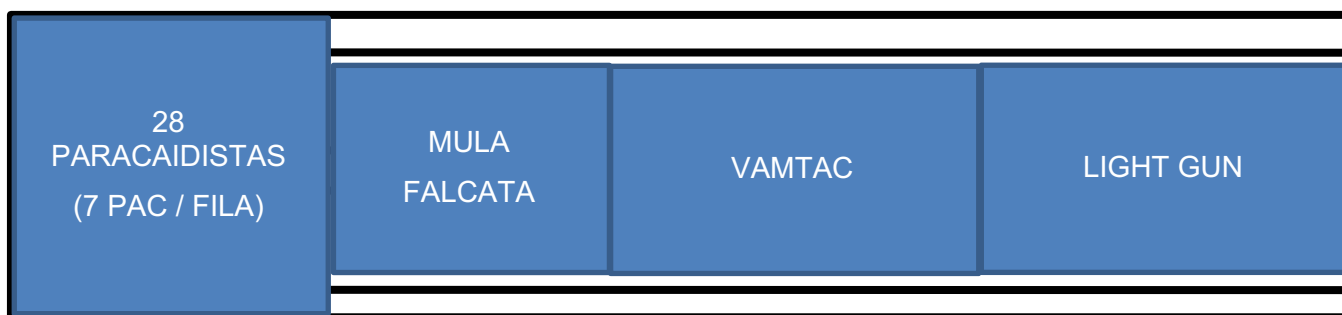 28
PARACAIDISTAS
(7 PAC / FILA)
MULA
FALCATA
VAMTAC
LIGHT GUN